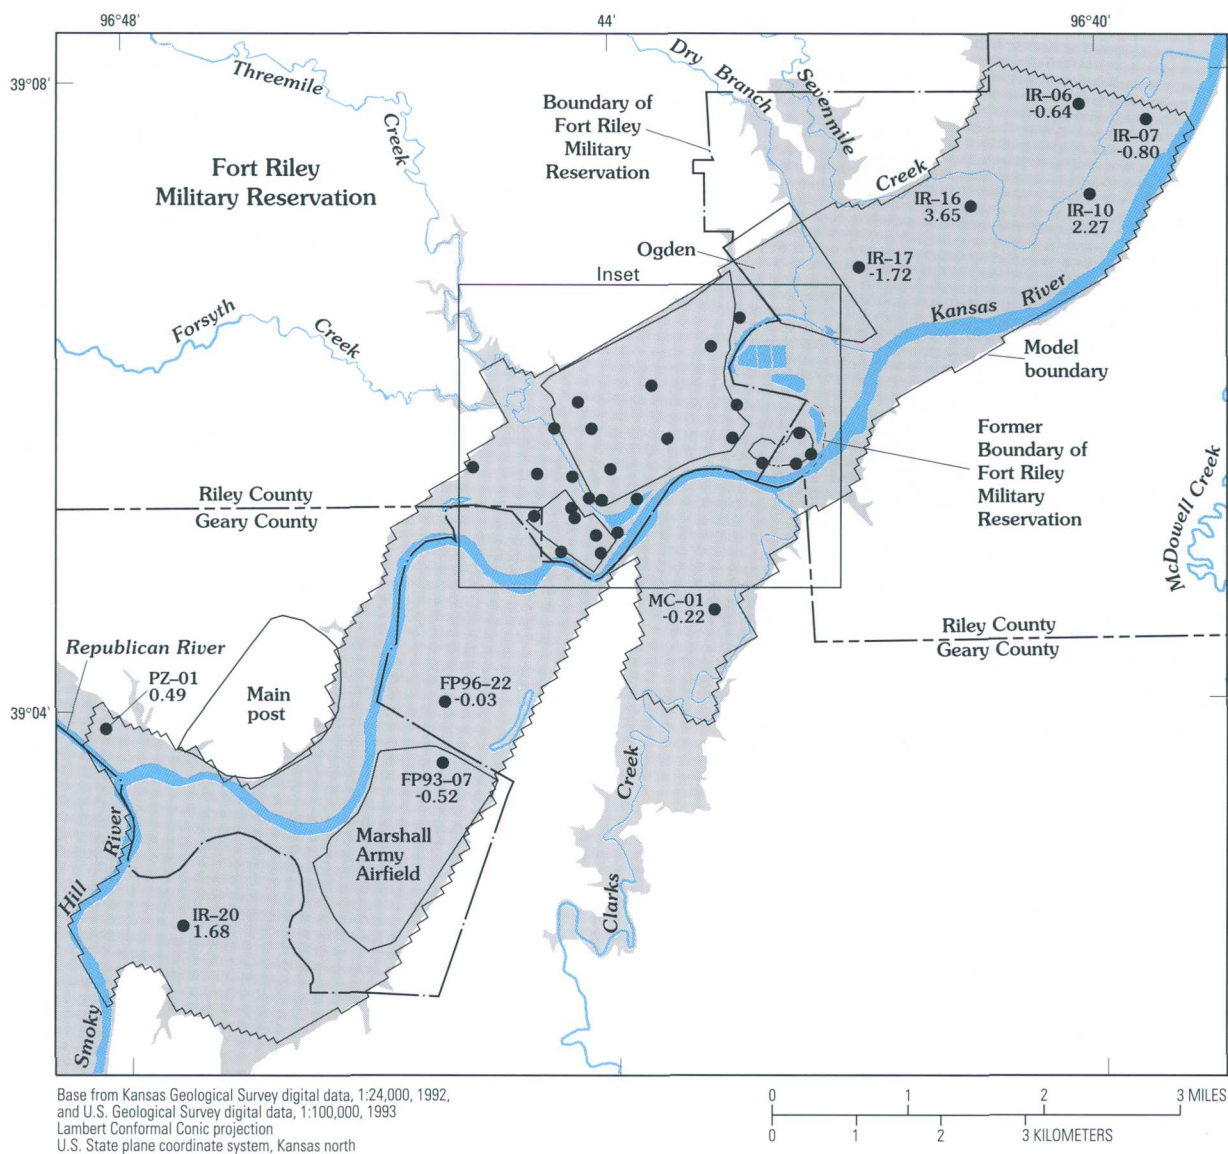 96°48'
44'
96°40'
39°08'
Threemile
Creek
Dry Branch
Sevenmile
Creek
Boundary of
Fort Riley
Military
Reservation
Fort Riley
Military Reservation
IR–06
-0.64
IR–07
-0.80
IR–16
3.65
IR–10
2.27
Ogden
Inset
IR–17
-1.72
Kansas River
Forsyth
Creek
Model
boundary
Former
Boundary of
Fort Riley
Military
Reservation
McDowell Creek
Riley County
Geary County
MC–01
-0.22
Riley County
Geary County
Republican River
PZ–01
0.49
Main
post
FP96–22
-0.03
39°04'
FP93–07
-0.52
Marshall
Army
Airfield
Clarks Creek
IR–20
1.68
Smoky Hill River
Base from Kansas Geological Survey digital data, 1:24,000, 1992,
and U.S. Geological Survey digital data, 1:100,000, 1993
Lambert Conformal Conic projection
U.S. State plane coordinate system, Kansas north
0 1 2 3 MILES
0 1 2 3 KILOMETERS